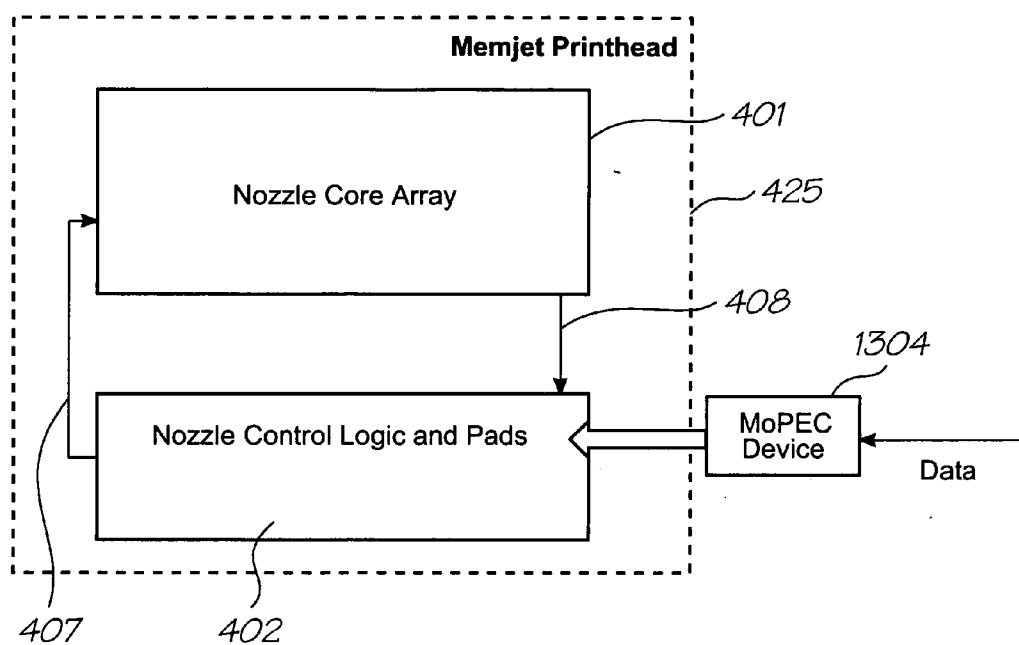 Memjet Printhead
401
Nozzle Core Array
425
408
1304
Nozzle Control Logic and Pads
MoPEC
Device
Data
407
402